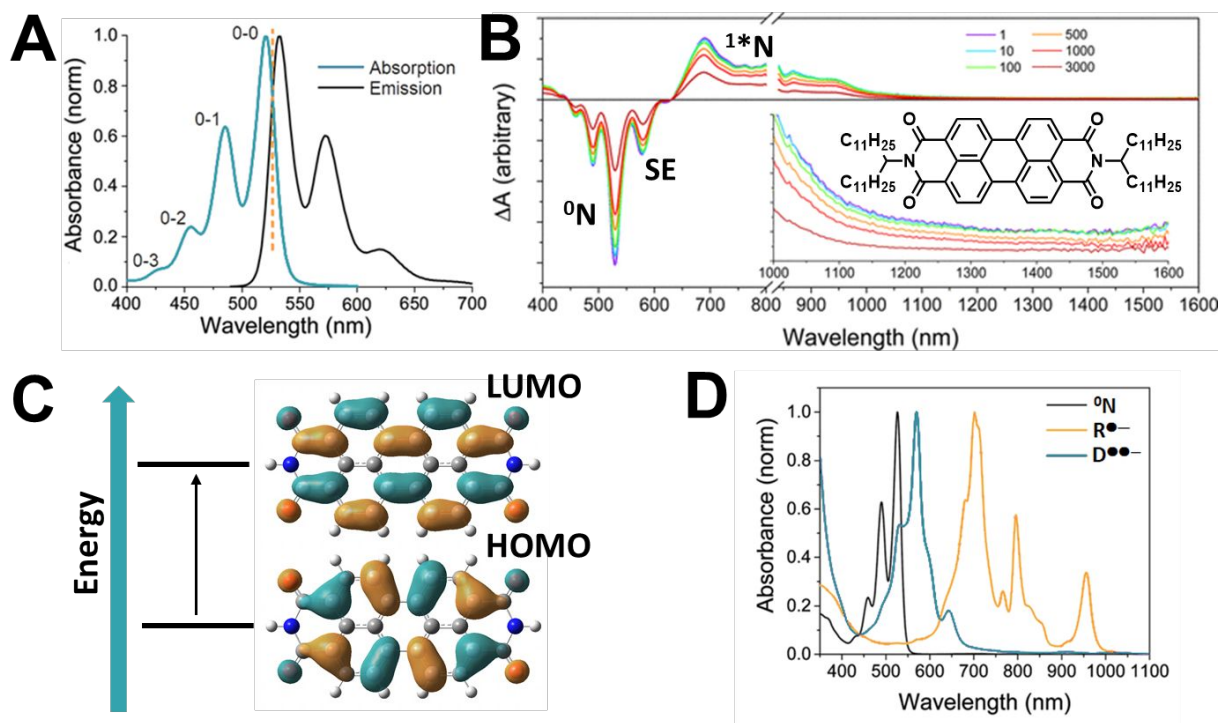 A
0-0
0-1
0-2
0-3
Absorption
Emission
Absorbance (norm)
1.0
0.8
0.6
0.4
0.2
0.0
400 450 500 550 600 650 700
Wavelength (nm)
B
1*N
1 500
10 1000
100 3000
ΔA (arbitrary)
0N
SE
O O
C11H25 N N C11H25
C11H25 C11H25
O O
1000 1100 1200 1300 1400 1500 1600
400 500 600 700 800 900 1000 1100 1200 1300 1400 1500 1600
Wavelength (nm)
C
Energy
LUMO
HOMO
D
0N
R●−
D●●−
Absorbance (norm)
1.0
0.8
0.6
0.4
0.2
0.0
400 500 600 700 800 900 1000 1100
Wavelength (nm)